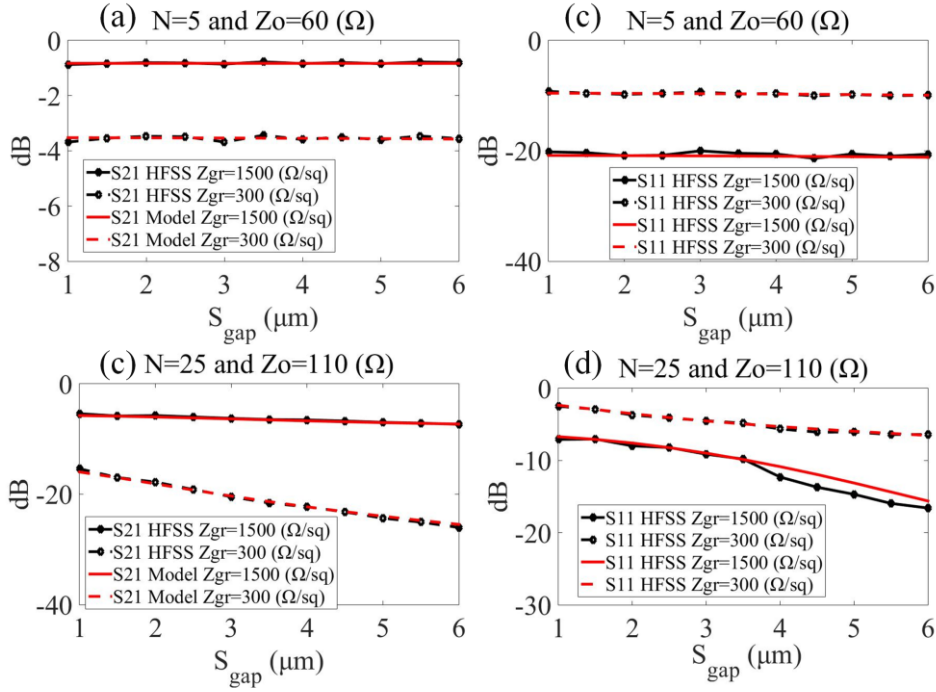 (a) N=5 and Zo=60 (Ω)
0
-2
-4
-6
-8
dB
S21 HFSS Zgr=1500 (Ω/sq)
S21 HFSS Zgr=300 (Ω/sq)
S21 Model Zgr=1500 (Ω/sq)
S21 Model Zgr=300 (Ω/sq)
1 2 3 4 5 6
Sgap (μm)
(c) N=5 and Zo=60 (Ω)
0
-20
-40
dB
S11 HFSS Zgr=1500 (Ω/sq)
S11 HFSS Zgr=300 (Ω/sq)
S11 HFSS Zgr=1500 (Ω/sq)
S11 HFSS Zgr=300 (Ω/sq)
1 2 3 4 5 6
Sgap (μm)
(c) N=25 and Zo=110 (Ω)
0
-20
-40
dB
S21 HFSS Zgr=1500 (Ω/sq)
S21 HFSS Zgr=300 (Ω/sq)
S21 Model Zgr=1500 (Ω/sq)
S21 Model Zgr=300 (Ω/sq)
1 2 3 4 5 6
Sgap (μm)
(d) N=25 and Zo=110 (Ω)
0
-10
-20
-30
dB
S11 HFSS Zgr=1500 (Ω/sq)
S11 HFSS Zgr=300 (Ω/sq)
S11 HFSS Zgr=1500 (Ω/sq)
S11 HFSS Zgr=300 (Ω/sq)
1 2 3 4 5 6
Sgap (μm)